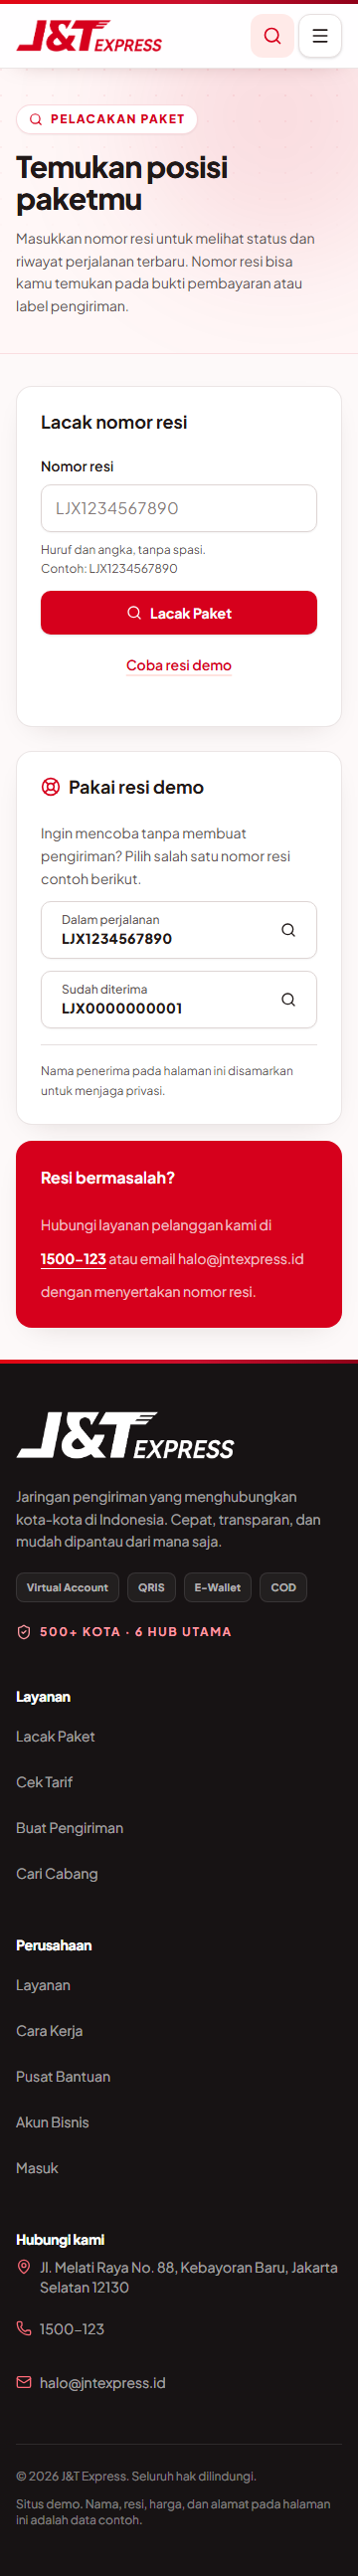 J&T EXPRESS
PELACAKAN PAKET
Temukan posisi
paketmu
Masukkan nomor resi untuk melihat status dan
riwayat perjalanan terbaru. Nomor resi bisa
kamu temukan pada bukti pembayaran atau
label pengiriman.
Lacak nomor resi
Nomor resi
LJX1234567890
Huruf dan angka, tanpa spasi.
Contoh: LJX1234567890
Lacak Paket
Coba resi demo
Pakai resi demo
Ingin mencoba tanpa membuat
pengiriman? Pilih salah satu nomor resi
contoh berikut.
Dalam perjalanan
LJX1234567890
Sudah diterima
LJX0000000001
Nama penerima pada halaman ini disamarkan
untuk menjaga privasi.
Resi bermasalah?
Hubungi layanan pelanggan kami di
1500-123 atau email halo@jntexpress.id
dengan menyertakan nomor resi.
J&T EXPRESS
Jaringan pengiriman yang menghubungkan
kota-kota di Indonesia. Cepat, transparan, dan
mudah dipantau dari mana saja.
Virtual Account QRIS E-Wallet COD
500+ KOTA · 6 HUB UTAMA
Layanan
Lacak Paket
Cek Tarif
Buat Pengiriman
Cari Cabang
Perusahaan
Layanan
Cara Kerja
Pusat Bantuan
Akun Bisnis
Masuk
Hubungi kami
Jl. Melati Raya No. 88, Kebayoran Baru, Jakarta
Selatan 12130
1500-123
halo@jntexpress.id
© 2026 J&T Express. Seluruh hak dilindungi.
Situs demo. Nama, resi, harga, dan alamat pada halaman
ini adalah data contoh.